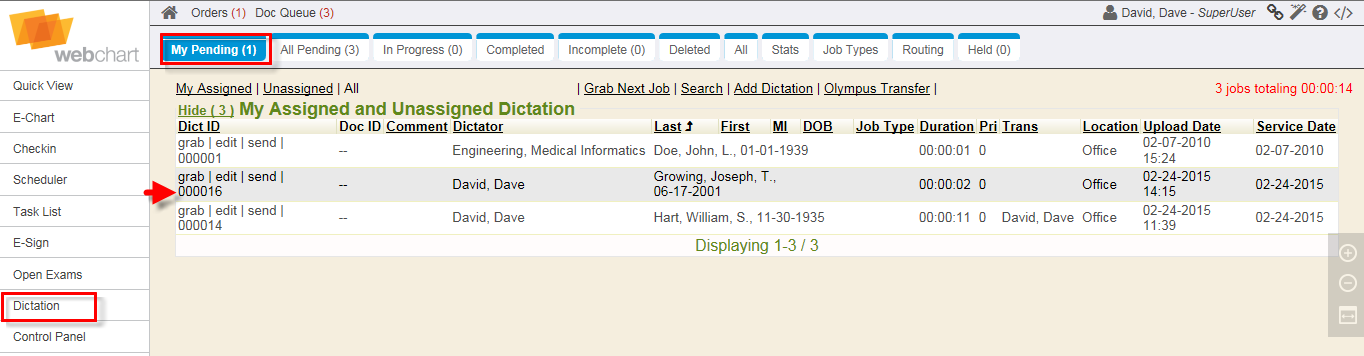 webchart
Orders (1) Doc Queue (3)
David, Dave - SuperUser
My Pending (1) All Pending (3) In Progress (0) Completed Incomplete (0) Deleted All Stats Job Types Routing Held (0)
Quick View
E-Chart
Checkin
Scheduler
Task List
E-Sign
Open Exams
Dictation
Control Panel
My Assigned | Unassigned | All | Grab Next Job | Search | Add Dictation | Olympus Transfer | 3 jobs totaling 00:00:14
Hide ( 3 ) My Assigned and Unassigned Dictation
Dict ID Doc ID Comment Dictator Last First MI DOB Job Type Duration Pri Trans Location Upload Date Service Date
grab | edit | send |
000001 -- Engineering, Medical Informatics Doe, John, L., 01-01-1939 00:00:01 0 Office 02-07-2010
15:24 02-07-2010
grab | edit | send |
000016 -- David, Dave Growing, Joseph, T.,
06-17-2001 00:00:02 0 Office 02-24-2015
14:15 02-24-2015
grab | edit | send |
000014 -- David, Dave Hart, William, S., 11-30-1935 00:00:11 0 David, Dave Office 02-24-2015
11:39 02-24-2015
Displaying 1-3 / 3